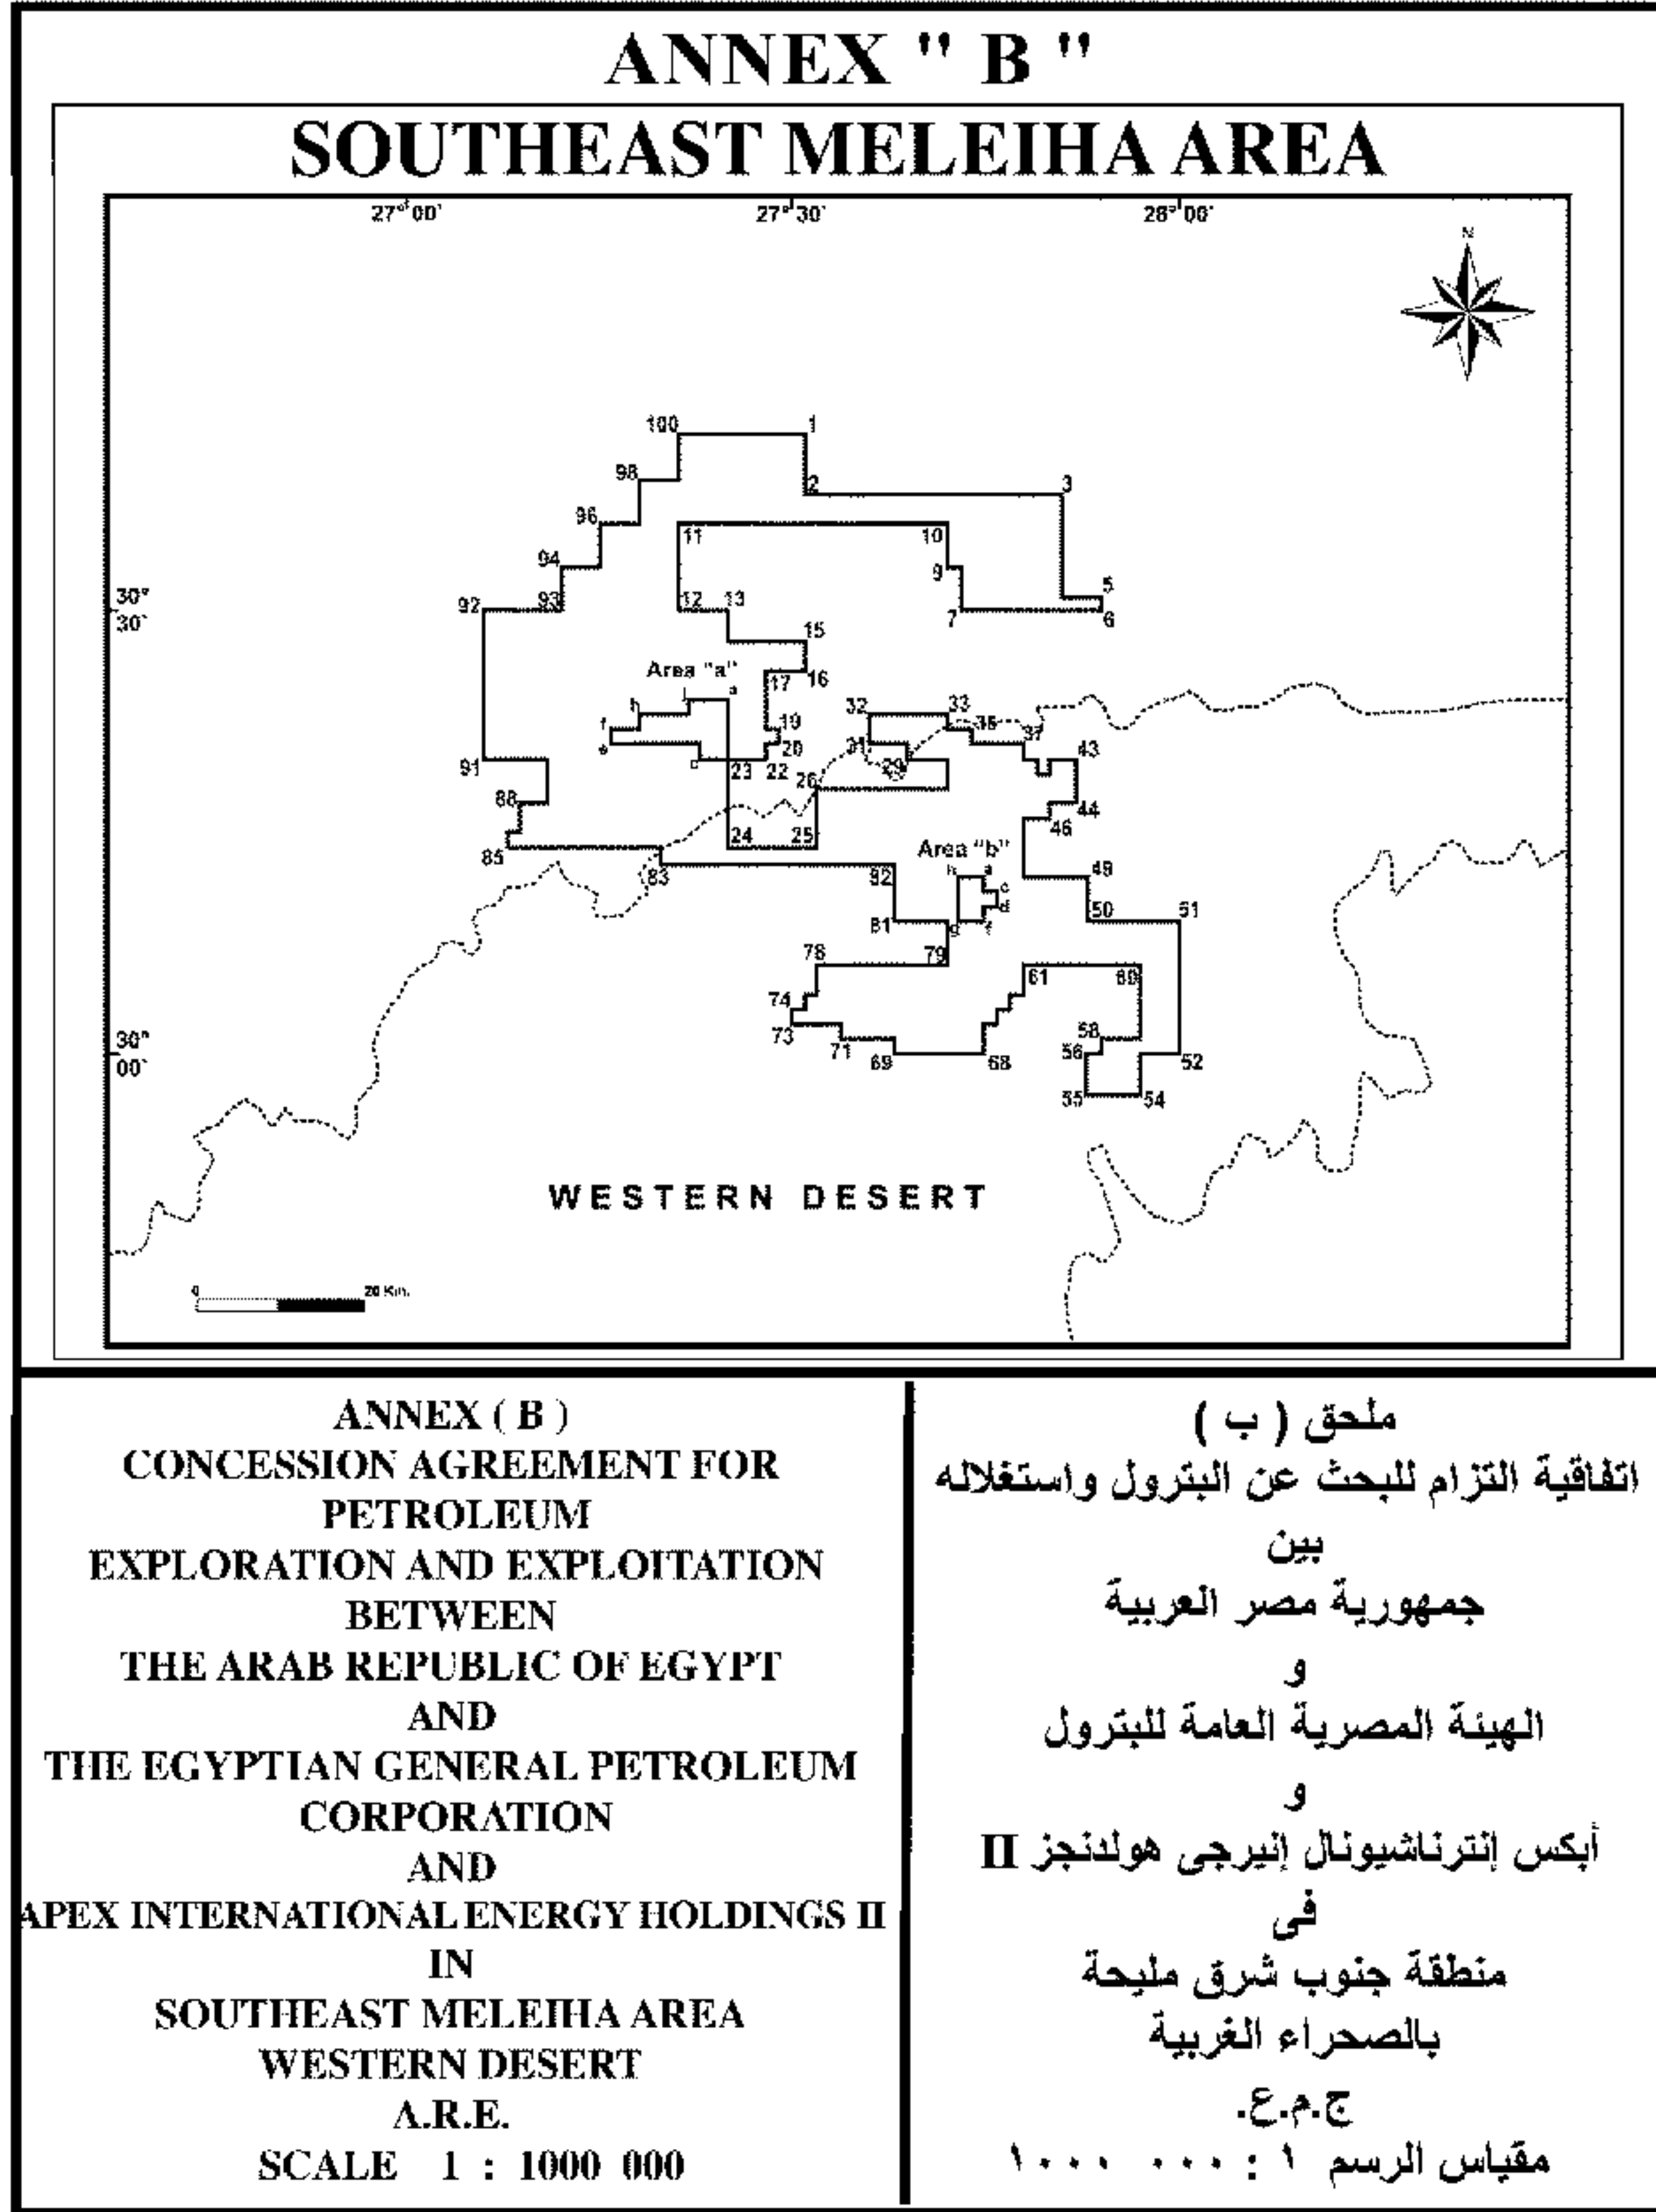 ANNEX " B "
SOUTHEAST MELEIHA AREA
27° 00' 27° 30' 28° 00'
N
100 1
98 2 3
96 11 10
94 9 5
30° 30' 92 93 12 13 7 6
15
Area "a" 16
a 17
h 32 33
f 19 35
e 20 31 37 43
c 23 22 29
91 26
88 44
46
24 25 Area "b"
85 83 82 h a 49
c
d
81 g f 50 51
78 79 61 60
74
73 58
30° 00' 71 69 68 56 52
55 54
WESTERN DESERT
0 20 Km.
ANNEX ( B )
CONCESSION AGREEMENT FOR
PETROLEUM
EXPLORATION AND EXPLOITATION
BETWEEN
THE ARAB REPUBLIC OF EGYPT
AND
THE EGYPTIAN GENERAL PETROLEUM
CORPORATION
AND
APEX INTERNATIONAL ENERGY HOLDINGS II
IN
SOUTHEAST MELEIHA AREA
WESTERN DESERT
A.R.E.
SCALE 1 : 1000 000
ملحق ( ب )
اتفاقية التزام للبحث عن البترول واستغلاله
بين
جمهورية مصر العربية
و
الهيئة المصرية العامة للبترول
و
أبكس إنترناشيونال إنيرجى هولدنجز II
فى
منطقة جنوب شرق مليحة
بالصحراء الغربية
ج.م.ع.
مقياس الرسم ١ : ٠٠٠ ١٠٠٠